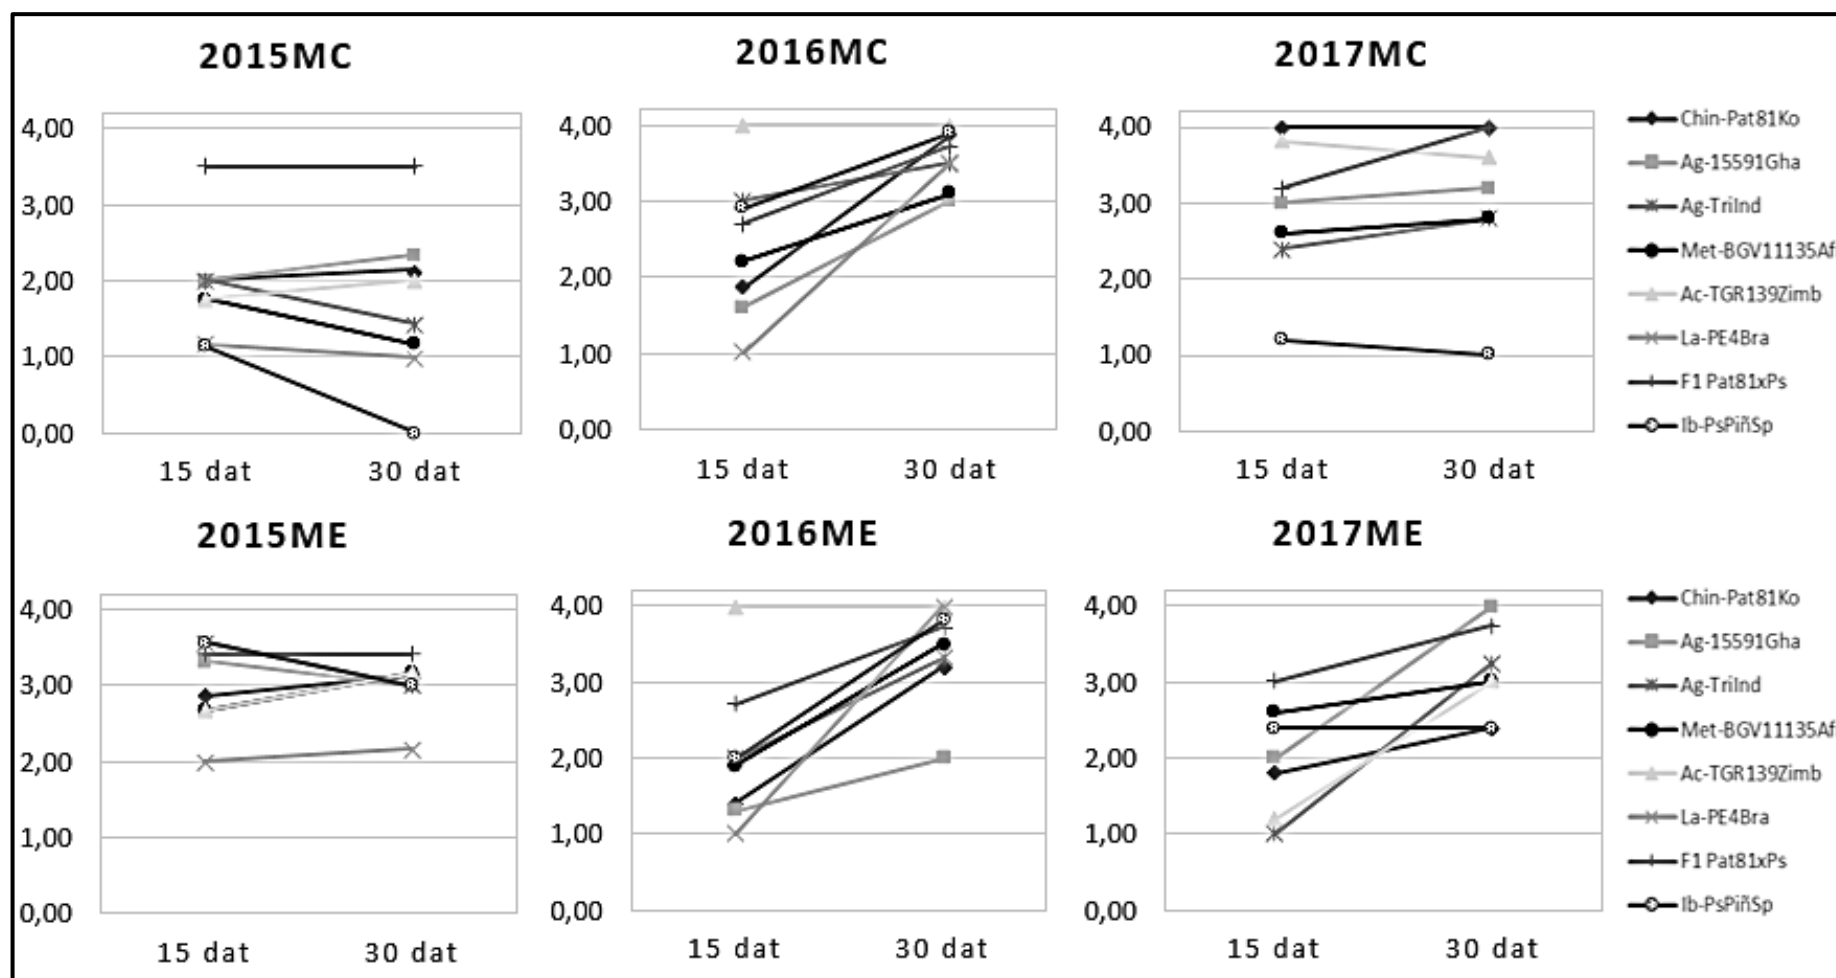 2015MC
4,00
3,00
2,00
1,00
0,00
15 dat 30 dat
2016MC
4,00
3,00
2,00
1,00
0,00
15 dat 30 dat
2017MC
4,00
3,00
2,00
1,00
0,00
15 dat 30 dat
Chin-Pat81Ko
Ag-15591Gha
Ag-TriInd
Met-BGV11135Afr
Ac-TGR139Zimb
La-PE4Bra
F1 Pat81xPs
Ib-PsPiñSp
2015ME
4,00
3,00
2,00
1,00
0,00
15 dat 30 dat
2016ME
4,00
3,00
2,00
1,00
0,00
15 dat 30 dat
2017ME
4,00
3,00
2,00
1,00
0,00
15 dat 30 dat
Chin-Pat81Ko
Ag-15591Gha
Ag-TriInd
Met-BGV11135Afr
Ac-TGR139Zimb
La-PE4Bra
F1 Pat81xPs
Ib-PsPiñSp